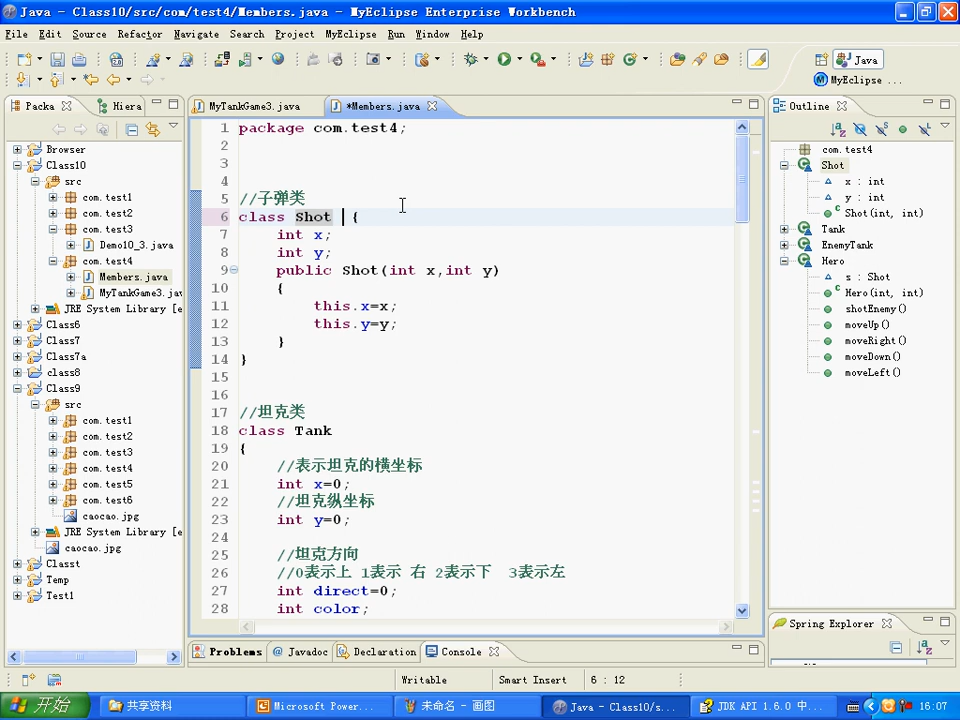 Java - Class10/src/com/test4/Members.java - MyEclipse Enterprise Workbench
File Edit Source Refactor Navigate Search Project MyEclipse Run Window Help
Java
MyEclipse ...
Packa
Hiera
MyTankGame3.java
*Members.java
Outline
Browser
Class10
src
com.test1
com.test2
com.test3
Demo10_3.java
com.test4
Members.java
MyTankGame3.jav
JRE System Library [e
Class6
Class7
Class7a
class8
Class9
src
com.test1
com.test2
com.test3
com.test4
com.test5
com.test6
caocao.jpg
JRE System Library [e
caocao.jpg
Classt
Temp
Test1
1 package com.test4;
2
3
4
5 //子弹类
6 class Shot {
7 int x;
8 int y;
9 public Shot(int x,int y)
10 {
11 this.x=x;
12 this.y=y;
13 }
14 }
15
16
17 //坦克类
18 class Tank
19 {
20 //表示坦克的横坐标
21 int x=0;
22 //坦克纵坐标
23 int y=0;
24
25 //坦克方向
26 //0表示上 1表示 右 2表示下 3表示左
27 int direct=0;
28 int color;
com.test4
Shot
x : int
y : int
Shot(int, int)
Tank
EnemyTank
Hero
s : Shot
Hero(int, int)
shotEnemy()
moveUp()
moveRight()
moveDown()
moveLeft()
Spring Explorer
Problems
Javadoc
Declaration
Console
Writable
Smart Insert
6 : 12
开始
共享资料
Microsoft Power...
未命名 - 画图
Java - Class10/s...
JDK API 1.6.0 中...
16:07